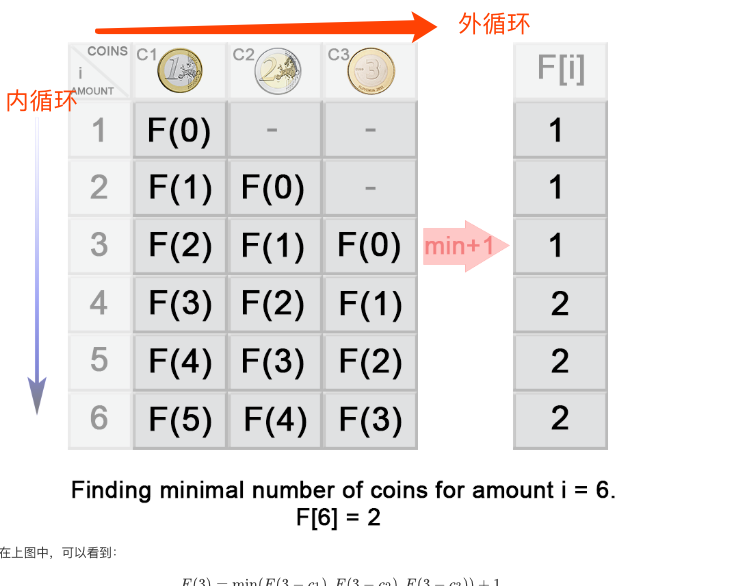 外循环
COINS C1 C2 C3 F[i]
i
AMOUNT
内循环
1 F(0) - - 1
2 F(1) F(0) - 1
3 F(2) F(1) F(0) min+1 1
4 F(3) F(2) F(1) 2
5 F(4) F(3) F(2) 2
6 F(5) F(4) F(3) 2
Finding minimal number of coins for amount i = 6.
F[6] = 2
在上图中，可以看到：
F(3) = min(F(3 − c₁), F(3 − c₂), F(3 − c₃)) + 1